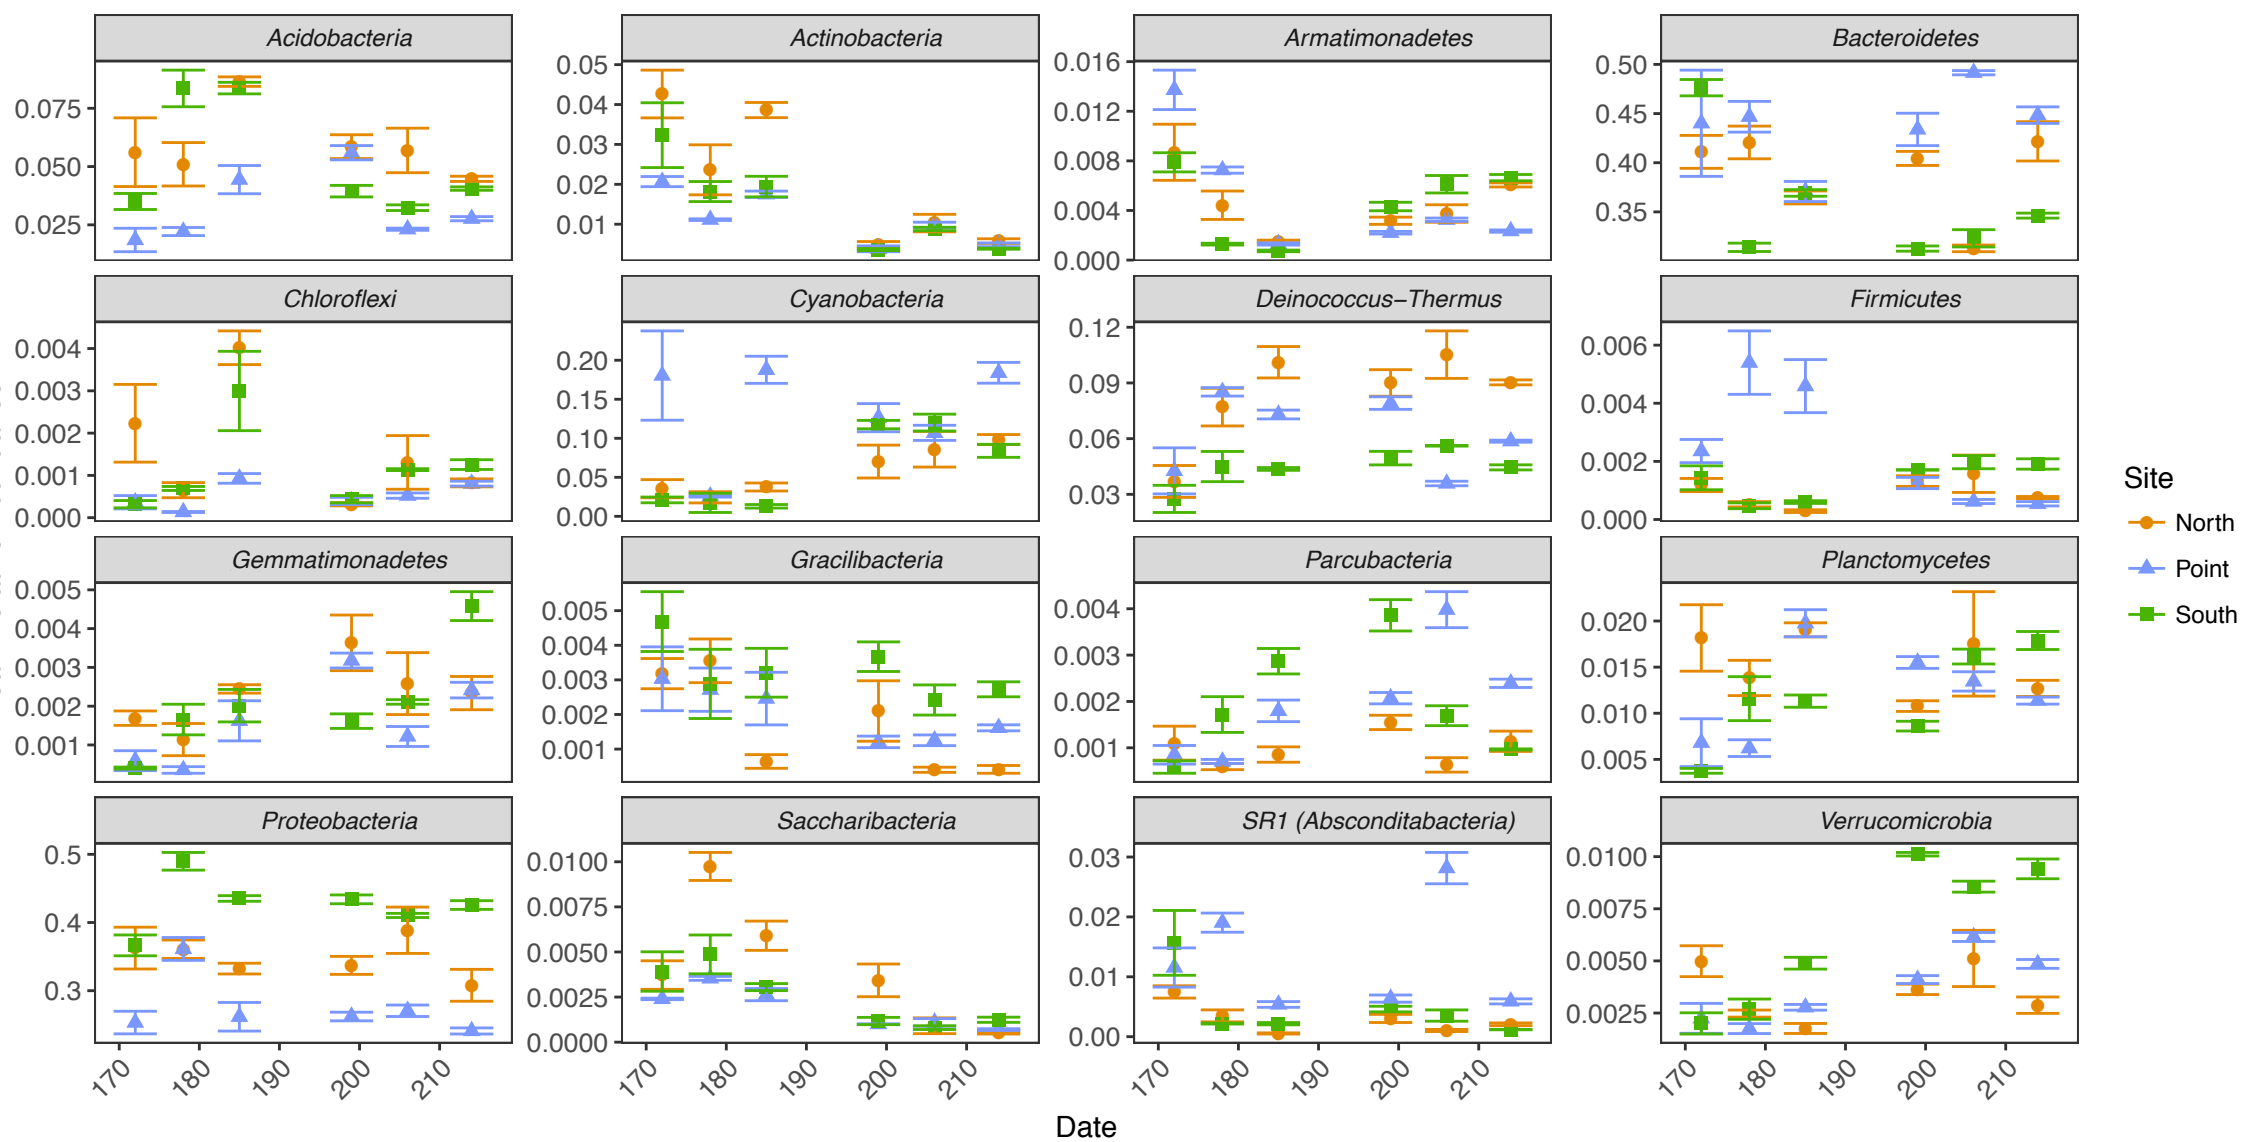 Acidobacteria Actinobacteria Armatimonadetes Bacteroidetes
0.075 0.050 0.025
0.05 0.04 0.03 0.02 0.01
0.016 0.012 0.008 0.004 0.000
0.50 0.45 0.40 0.35
Chloroflexi Cyanobacteria Deinococcus−Thermus Firmicutes
0.004 0.003 0.002 0.001 0.000
0.20 0.15 0.10 0.05 0.00
0.12 0.09 0.06 0.03
0.006 0.004 0.002 0.000
Gemmatimonadetes Gracilibacteria Parcubacteria Planctomycetes
0.005 0.004 0.003 0.002 0.001
0.005 0.004 0.003 0.002 0.001
0.004 0.003 0.002 0.001
0.020 0.015 0.010 0.005
Proteobacteria Saccharibacteria SR1 (Absconditabacteria) Verrucomicrobia
0.5 0.4 0.3
0.0100 0.0075 0.0050 0.0025 0.0000
0.03 0.02 0.01 0.00
0.0100 0.0075 0.0050 0.0025
170 180 190 200 210 170 180 190 200 210 170 180 190 200 210 170 180 190 200 210
Date
Site
North
Point
South